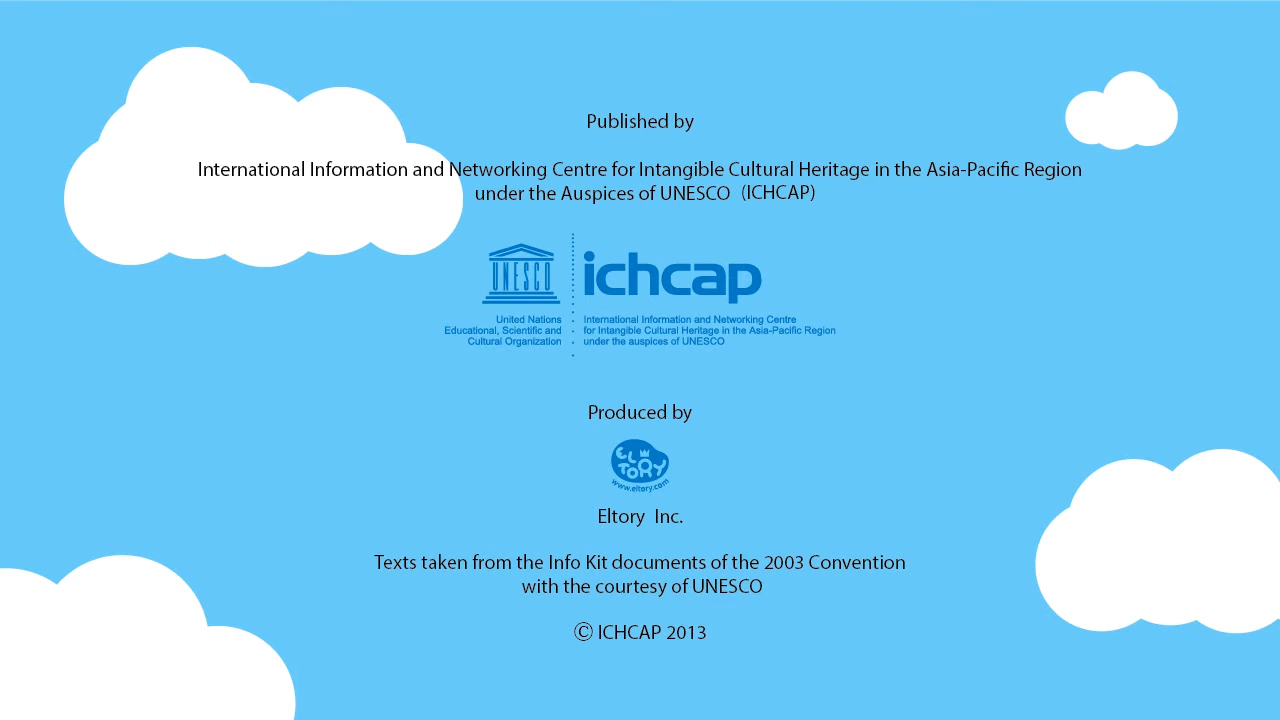 Published by
International Information and Networking Centre for Intangible Cultural Heritage in the Asia-Pacific Region
under the Auspices of UNESCO (ICHCAP)
UNESCO
United Nations
Educational, Scientific and
Cultural Organization
ichcap
International Information and Networking Centre
for Intangible Cultural Heritage in the Asia-Pacific Region
under the auspices of UNESCO
Produced by
EL
TORY
www.eltory.com
Eltory Inc.
Texts taken from the Info Kit documents of the 2003 Convention
with the courtesy of UNESCO
© ICHCAP 2013